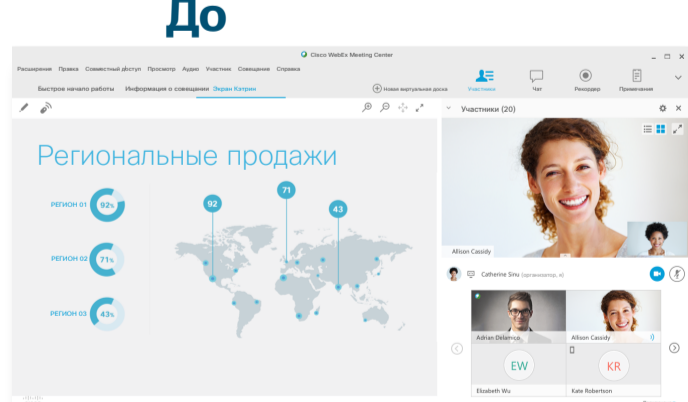 До
Cisco WebEx Meeting Center
Расширение Правка Совместный доступ Просмотр Аудио Участник Совещание Справка
Быстрое начало работы Информация о совещании Экран Кэтрин
Новая виртуальная доска
Участники Чат Рекордер Примечания
Участники (20)
Региональные продажи
РЕГИОН 01 92%
РЕГИОН 02 71%
РЕГИОН 03 43%
92
71
43
Allison Cassidy
Catherine Sinu (организатор, я)
Adrian Delamico
Allison Cassidy
EW
KR
Elizabeth Wu
Kate Robertson